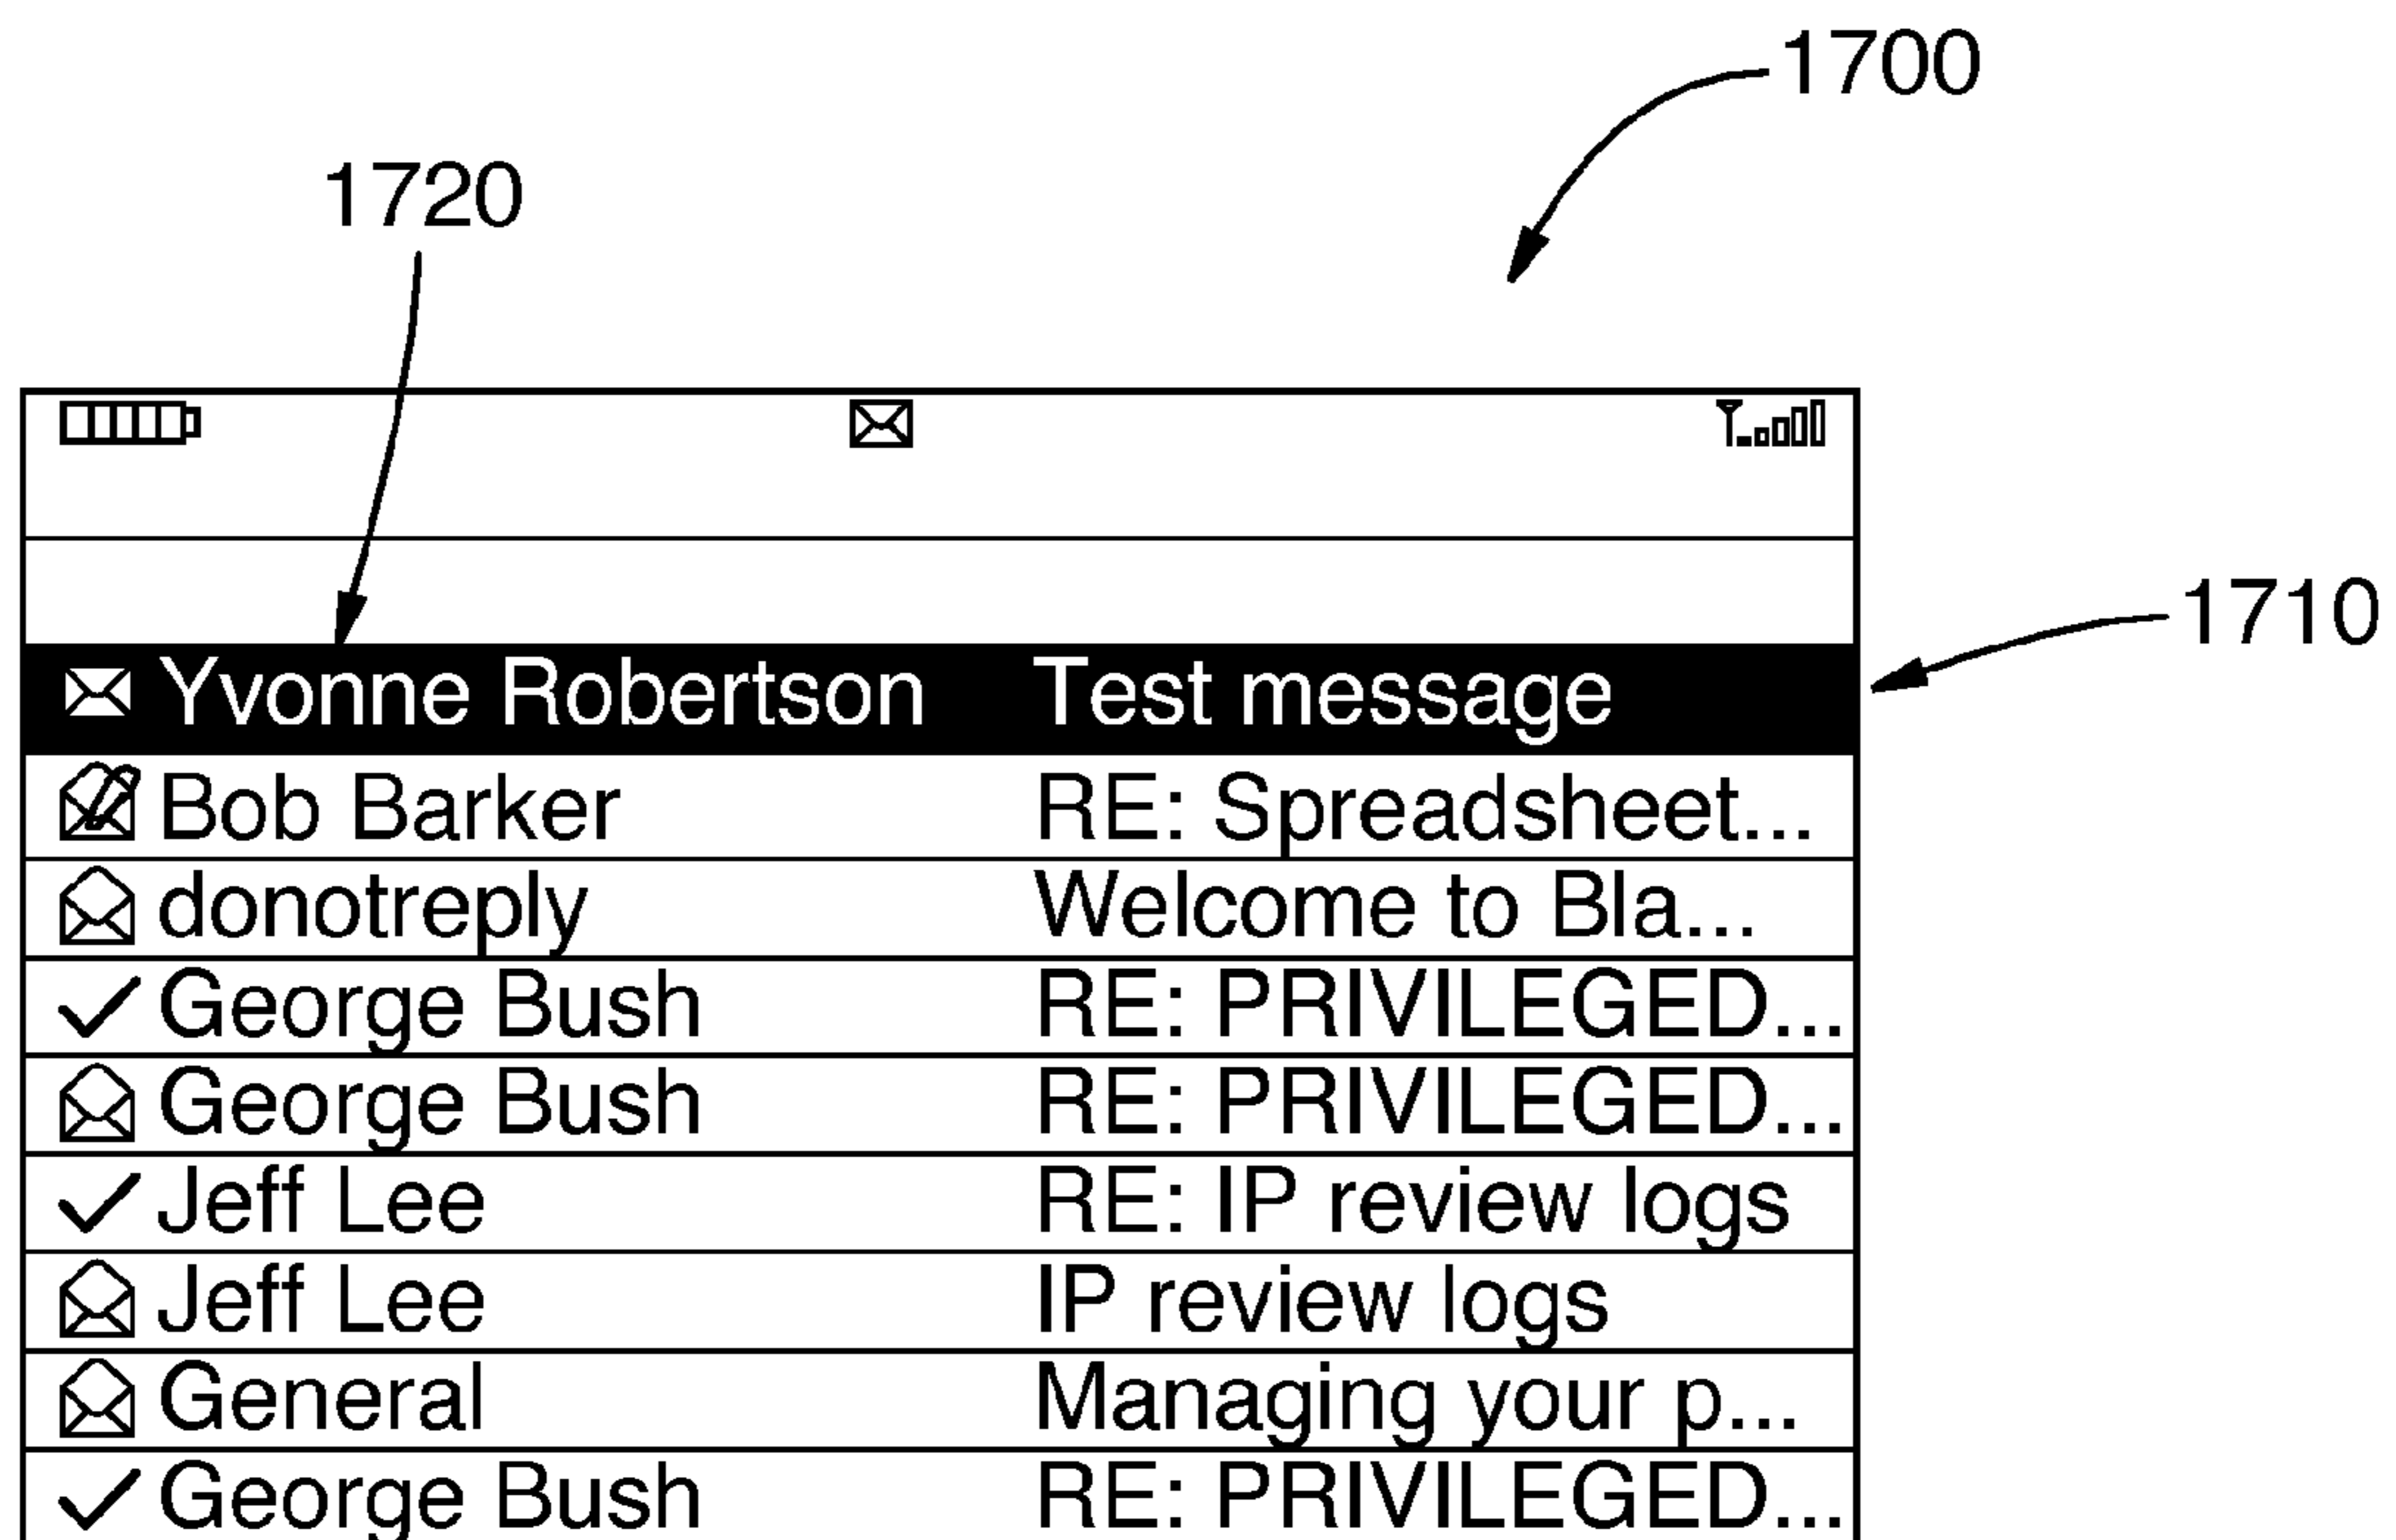 1700
1720
1710
Yvonne Robertson Test message
Bob Barker RE: Spreadsheet...
donotreply Welcome to Bla...
George Bush RE: PRIVILEGED...
George Bush RE: PRIVILEGED...
Jeff Lee RE: IP review logs
Jeff Lee IP review logs
General Managing your p...
George Bush RE: PRIVILEGED...